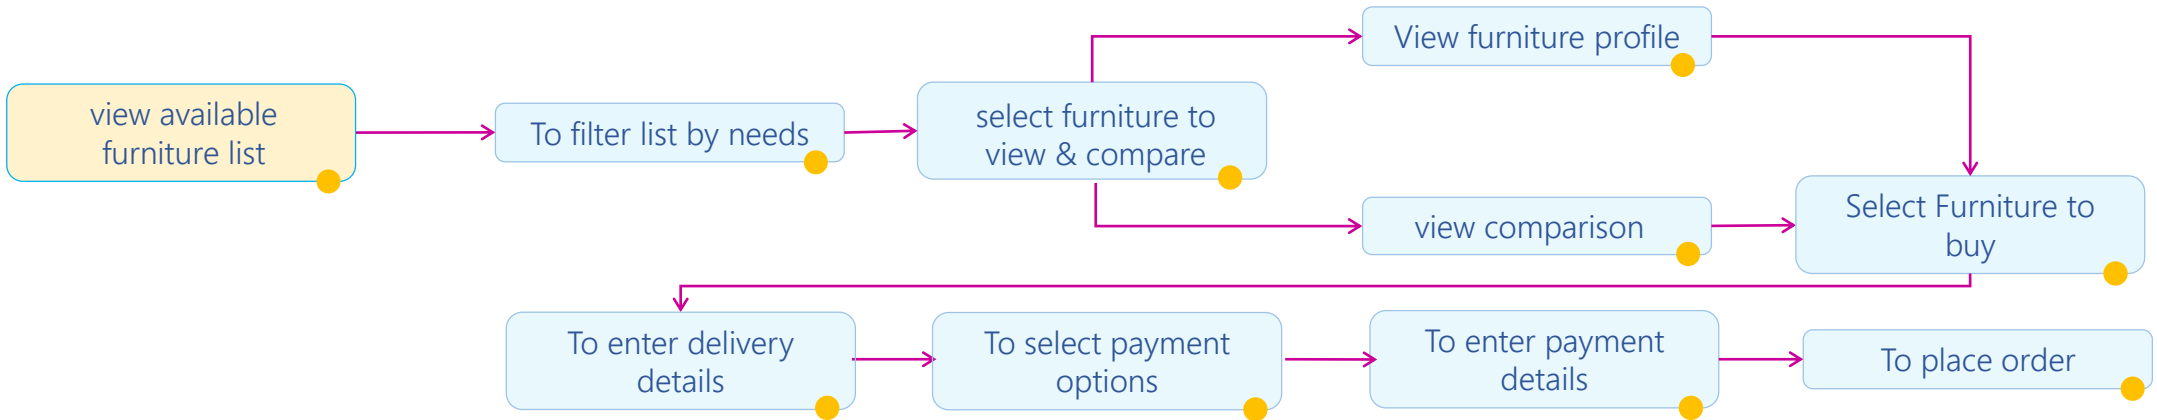 view available
furniture list
To filter list by needs
select furniture to
view & compare
View furniture profile
view comparison
Select Furniture to
buy
To enter delivery
details
To select payment
options
To enter payment
details
To place order